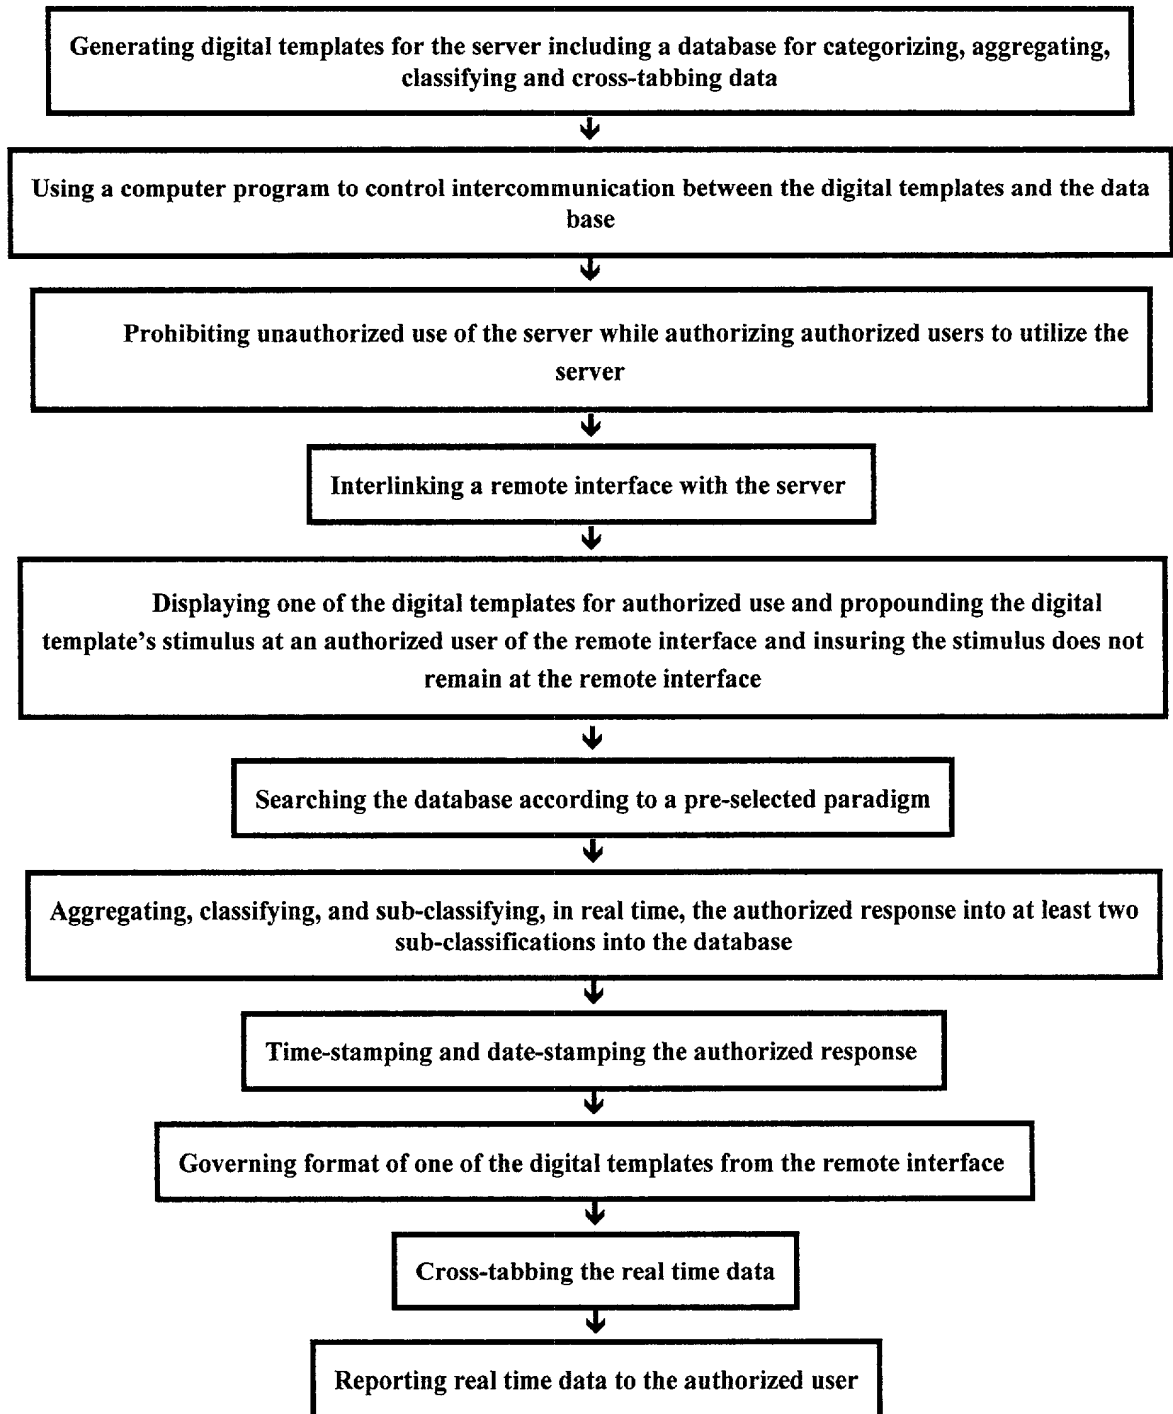 Generating digital templates for the server including a database for categorizing, aggregating,
classifying and cross-tabbing data
Using a computer program to control intercommunication between the digital templates and the data
base
Prohibiting unauthorized use of the server while authorizing authorized users to utilize the
server
Interlinking a remote interface with the server
Displaying one of the digital templates for authorized use and propounding the digital
template's stimulus at an authorized user of the remote interface and insuring the stimulus does not
remain at the remote interface
Searching the database according to a pre-selected paradigm
Aggregating, classifying, and sub-classifying, in real time, the authorized response into at least two
sub-classifications into the database
Time-stamping and date-stamping the authorized response
Governing format of one of the digital templates from the remote interface
Cross-tabbing the real time data
Reporting real time data to the authorized user